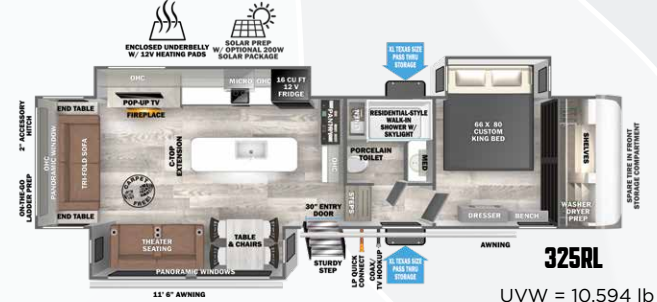 ENCLOSED UNDERBELLY
W/ 12V HEATING PADS
SOLAR PREP
W/ OPTIONAL 200W
SOLAR PACKAGE
XL TEXAS SIZE
PASS THRU
STORAGE
OHC
MICRO
OHC
16 CU FT
12 V
FRIDGE
POP-UP TV
FIREPLACE
2" ACCESSORY
HITCH
ON-THE-GO
LADDER PREP
END TABLE
OHC
PANORAMIC WINDOW
TRI-FOLD SOFA
END TABLE
C-TOP
EXTENSION
CARPET
FREE!
PANTRY
OHC
RESIDENTIAL-STYLE
WALK-IN
SHOWER W/
SKYLIGHT
PORCELAIN
TOILET
MED
STEPS
66 X 80
CUSTOM
KING BED
SHELVES
WASHER/
DRYER
PREP
SPARE TIRE IN FRONT
STORAGE COMPARTMENT
DRESSER
BENCH
30" ENTRY
DOOR
THEATER
SEATING
TABLE
& CHAIRS
PANORAMIC WINDOWS
STURDY
STEP
LP QUICK
CONNECT
COAX/
TV HOOKUP
XL TEXAS SIZE
PASS THRU
STORAGE
AWNING
11' 6" AWNING
325RL
UVW = 10,594 lb